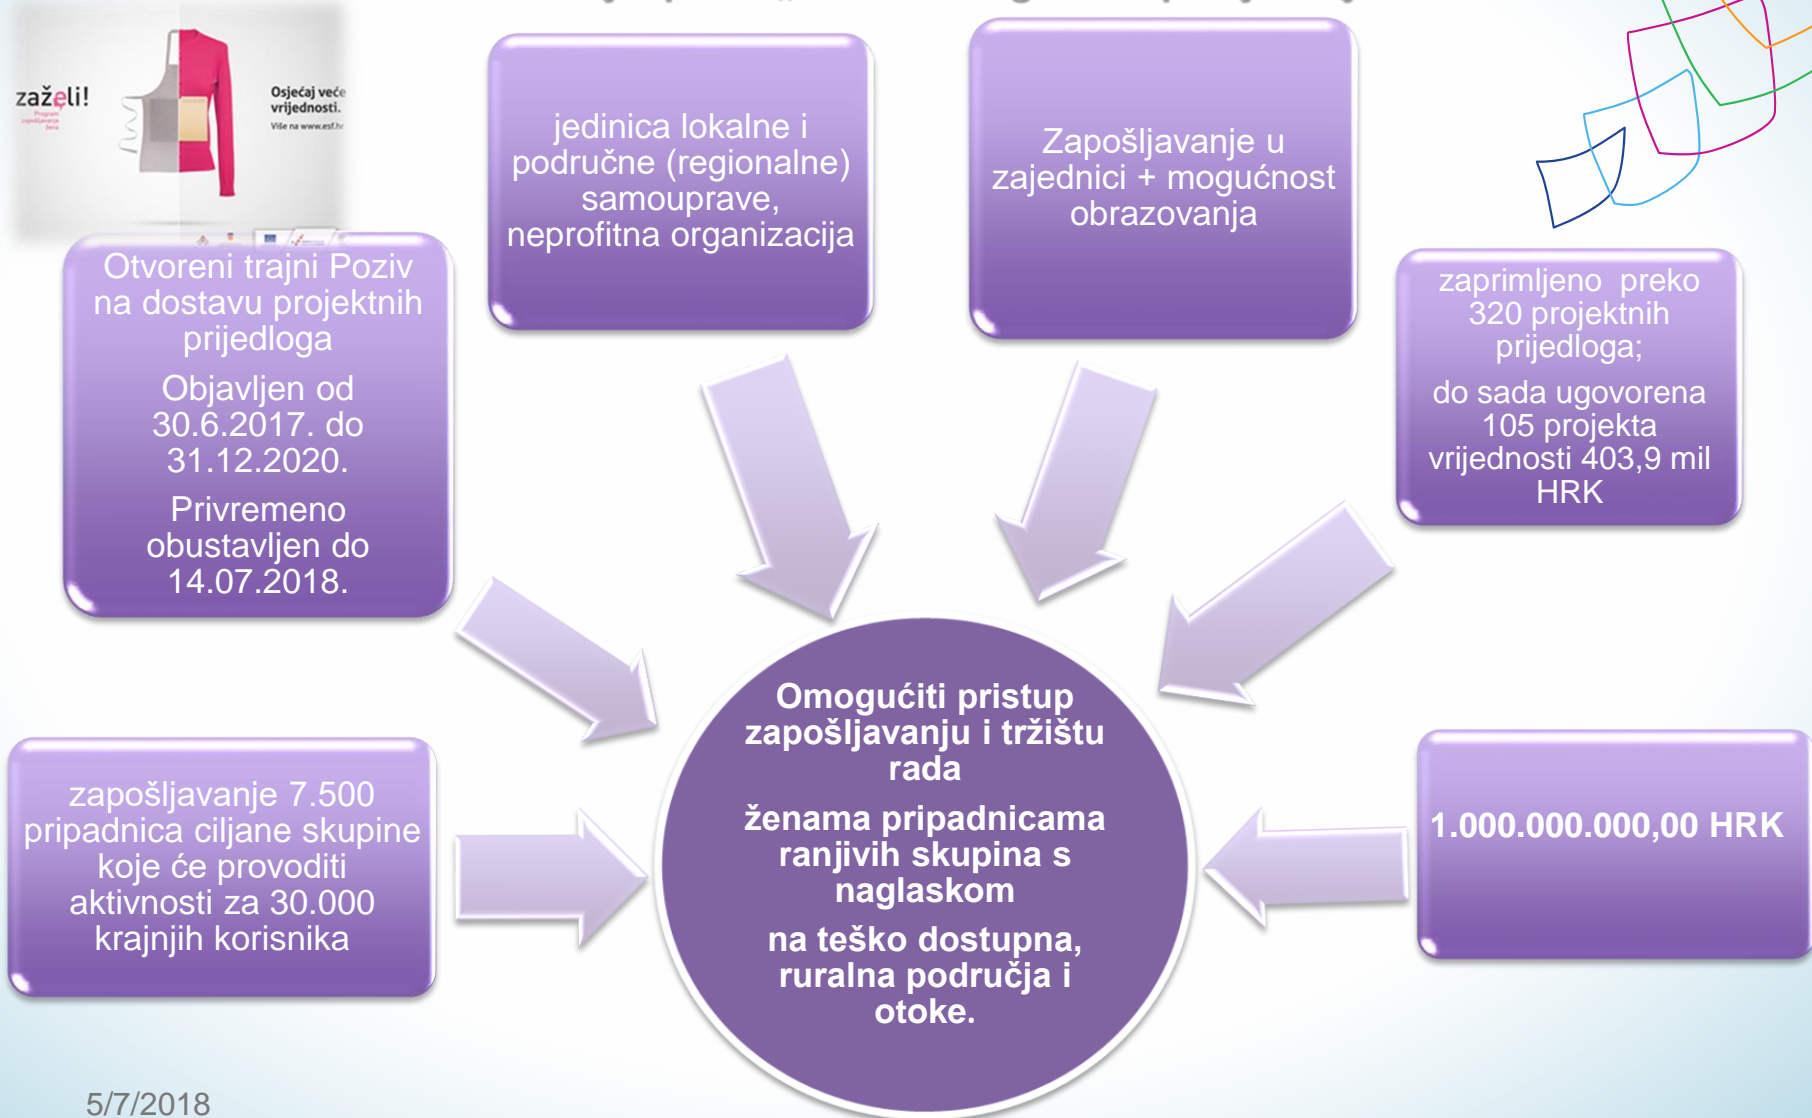 zaželi!
Program
zapošljavanja
žena
Osjećaj veće
vrijednosti.
Više na www.esf.hr
jedinica lokalne i
područne (regionalne)
samouprave,
neprofitna organizacija
Zapošljavanje u
zajednici + mogućnost
obrazovanja
Otvoreni trajni Poziv
na dostavu projektnih
prijedloga
Objavljen od
30.6.2017. do
31.12.2020.
Privremeno
obustavljen do
14.07.2018.
zaprimljeno preko
320 projektnih
prijedloga;
do sada ugovorena
105 projekta
vrijednosti 403,9 mil
HRK
zapošljavanje 7.500
pripadnica ciljane skupine
koje će provoditi
aktivnosti za 30.000
krajnjih korisnika
Omogućiti pristup
zapošljavanju i tržištu
rada
ženama pripadnicama
ranjivih skupina s
naglaskom
na teško dostupna,
ruralna područja i
otoke.
1.000.000.000,00 HRK
5/7/2018